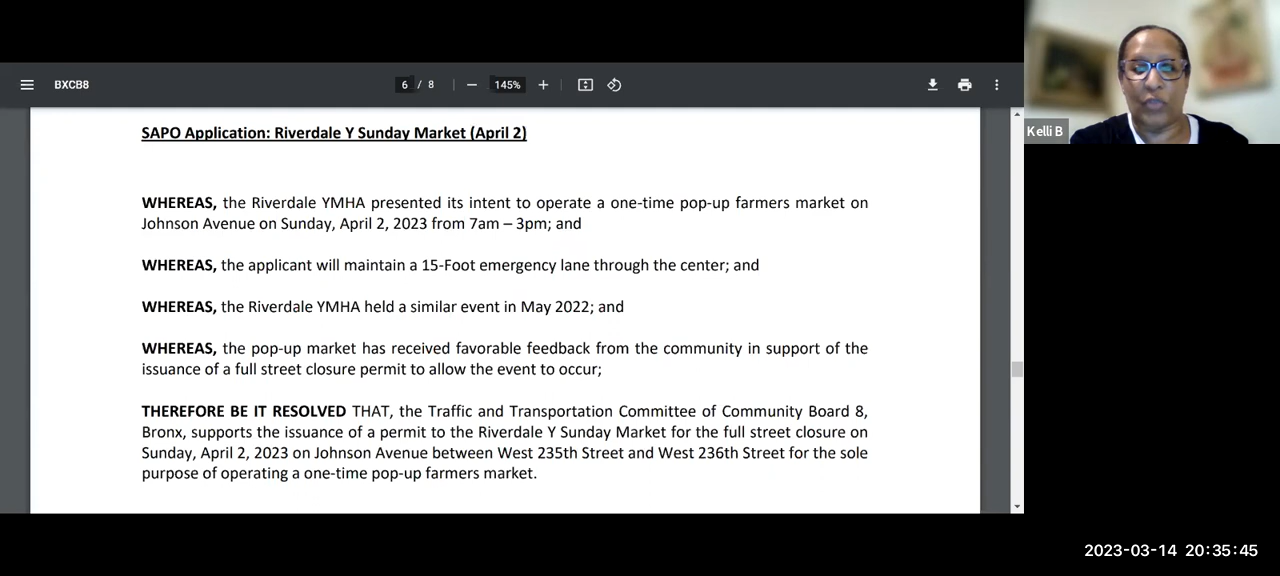 BXCB8
6 / 8
145%
SAPO Application: Riverdale Y Sunday Market (April 2)
WHEREAS, the Riverdale YMHA presented its intent to operate a one-time pop-up farmers market on
Johnson Avenue on Sunday, April 2, 2023 from 7am – 3pm; and
WHEREAS, the applicant will maintain a 15-Foot emergency lane through the center; and
WHEREAS, the Riverdale YMHA held a similar event in May 2022; and
WHEREAS, the pop-up market has received favorable feedback from the community in support of the
issuance of a full street closure permit to allow the event to occur;
THEREFORE BE IT RESOLVED THAT, the Traffic and Transportation Committee of Community Board 8,
Bronx, supports the issuance of a permit to the Riverdale Y Sunday Market for the full street closure on
Sunday, April 2, 2023 on Johnson Avenue between West 235th Street and West 236th Street for the sole
purpose of operating a one-time pop-up farmers market.
Kelli B
2023-03-14 20:35:45